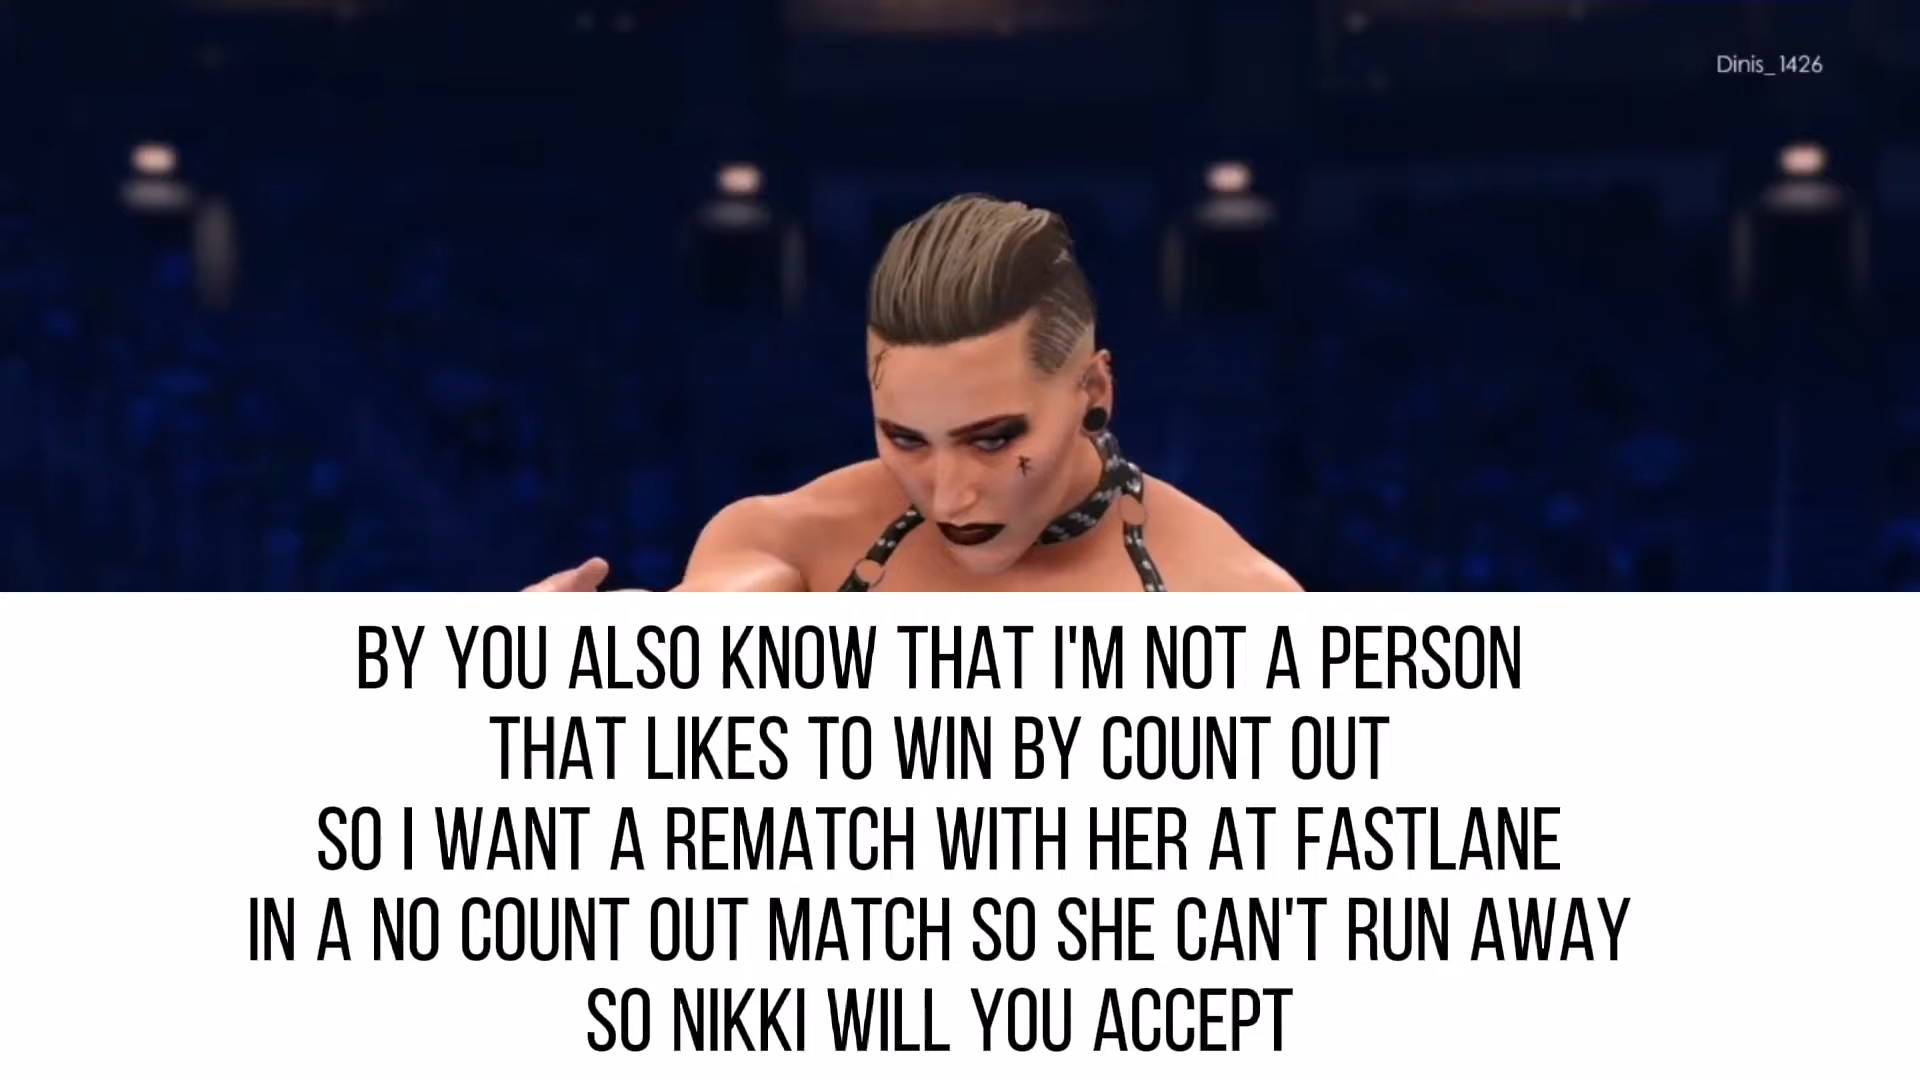 Dinis_1426
BY YOU ALSO KNOW THAT I'M NOT A PERSON
THAT LIKES TO WIN BY COUNT OUT
SO I WANT A REMATCH WITH HER AT FASTLANE
IN A NO COUNT OUT MATCH SO SHE CAN'T RUN AWAY
SO NIKKI WILL YOU ACCEPT